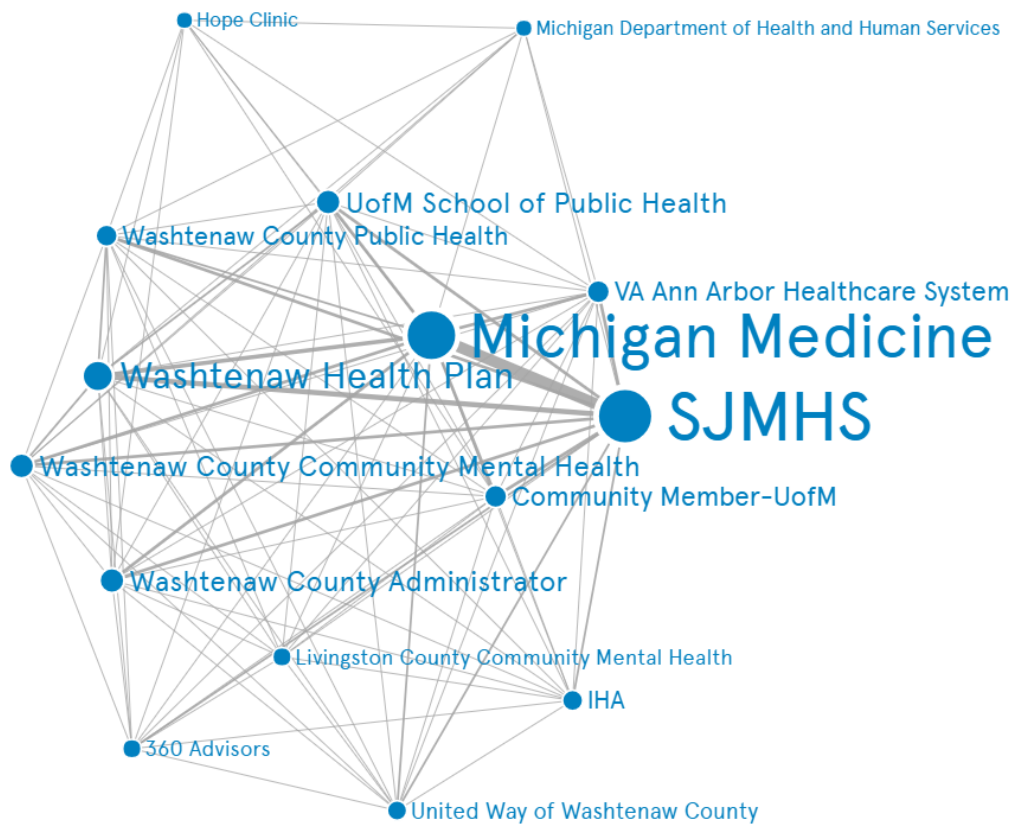 Hope Clinic
Michigan Department of Health and Human Services
UofM School of Public Health
Washtenaw County Public Health
VA Ann Arbor Healthcare System
Michigan Medicine
Washtenaw Health Plan
SJMHS
Washtenaw County Community Mental Health
Community Member-UofM
Washtenaw County Administrator
Livingston County Community Mental Health
IHA
360 Advisors
United Way of Washtenaw County